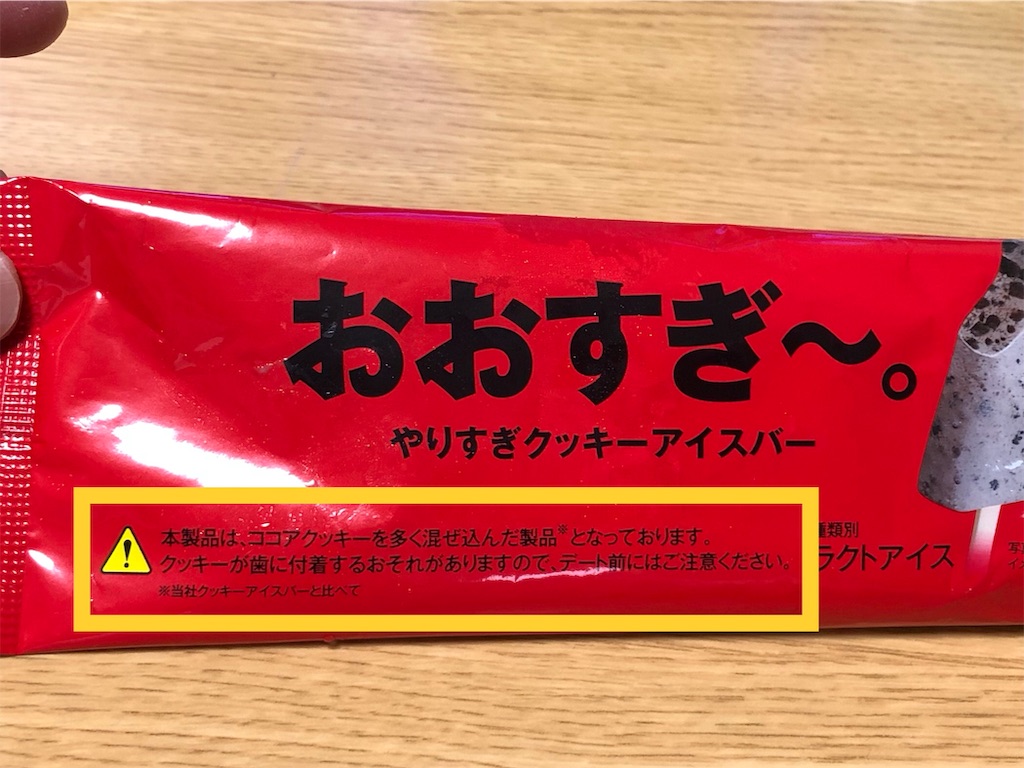 おおすぎ〜。
やりすぎクッキーアイスバー
本製品は、ココアクッキーを多く混ぜ込んだ製品※となっております。
クッキーが歯に付着するおそれがありますので、デート前にはご注意ください。
※当社クッキーアイスバーと比べて
種類別
ラクトアイス